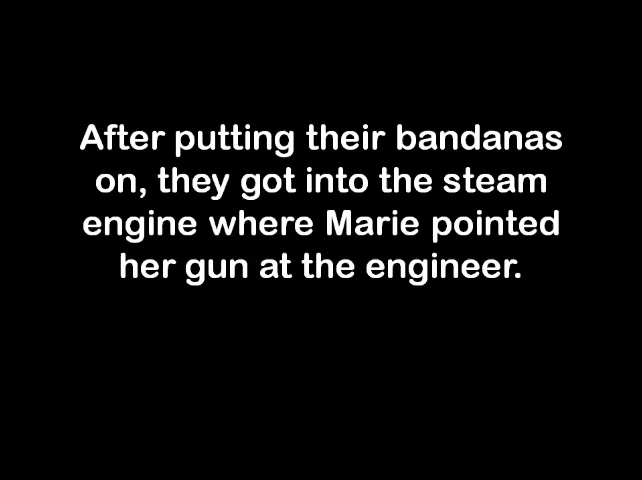 After putting their bandanas
on, they got into the steam
engine where Marie pointed
her gun at the engineer.